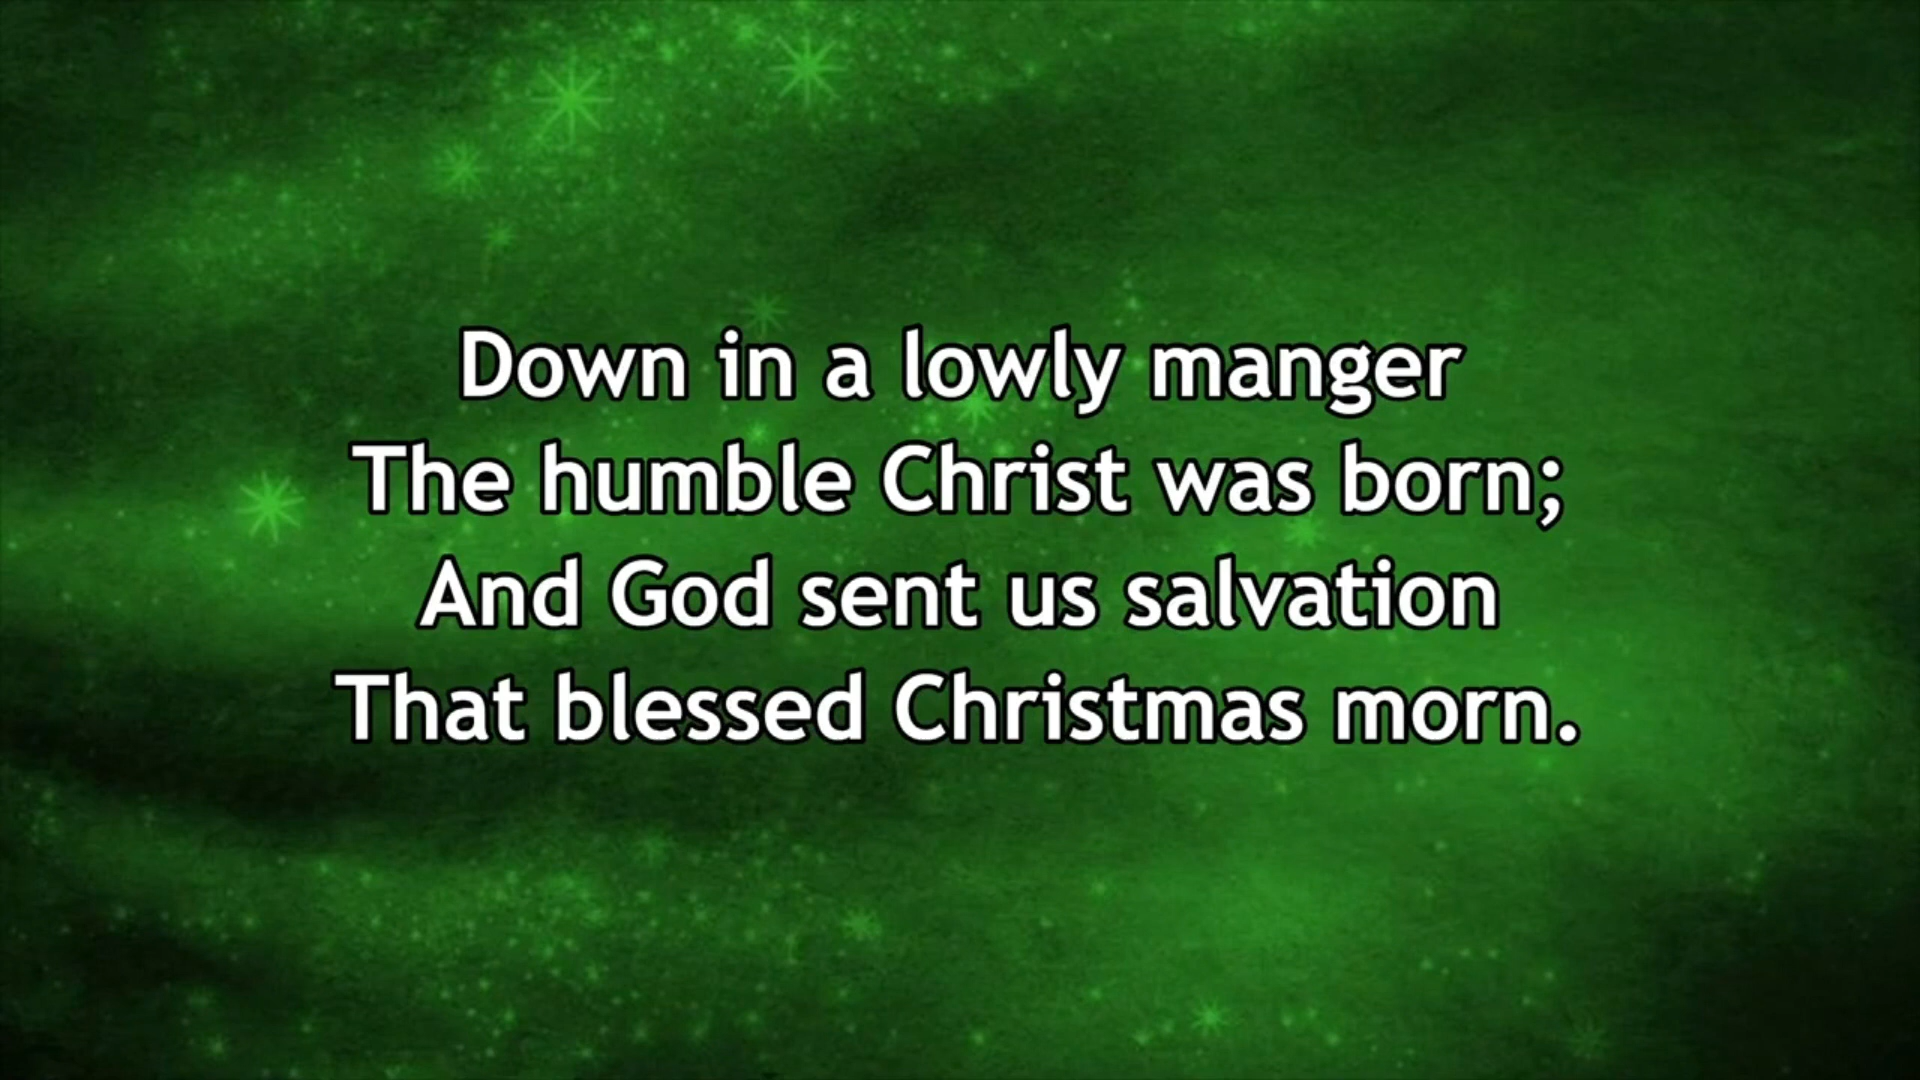 Down in a lowly manger
The humble Christ was born;
And God sent us salvation
That blessed Christmas morn.